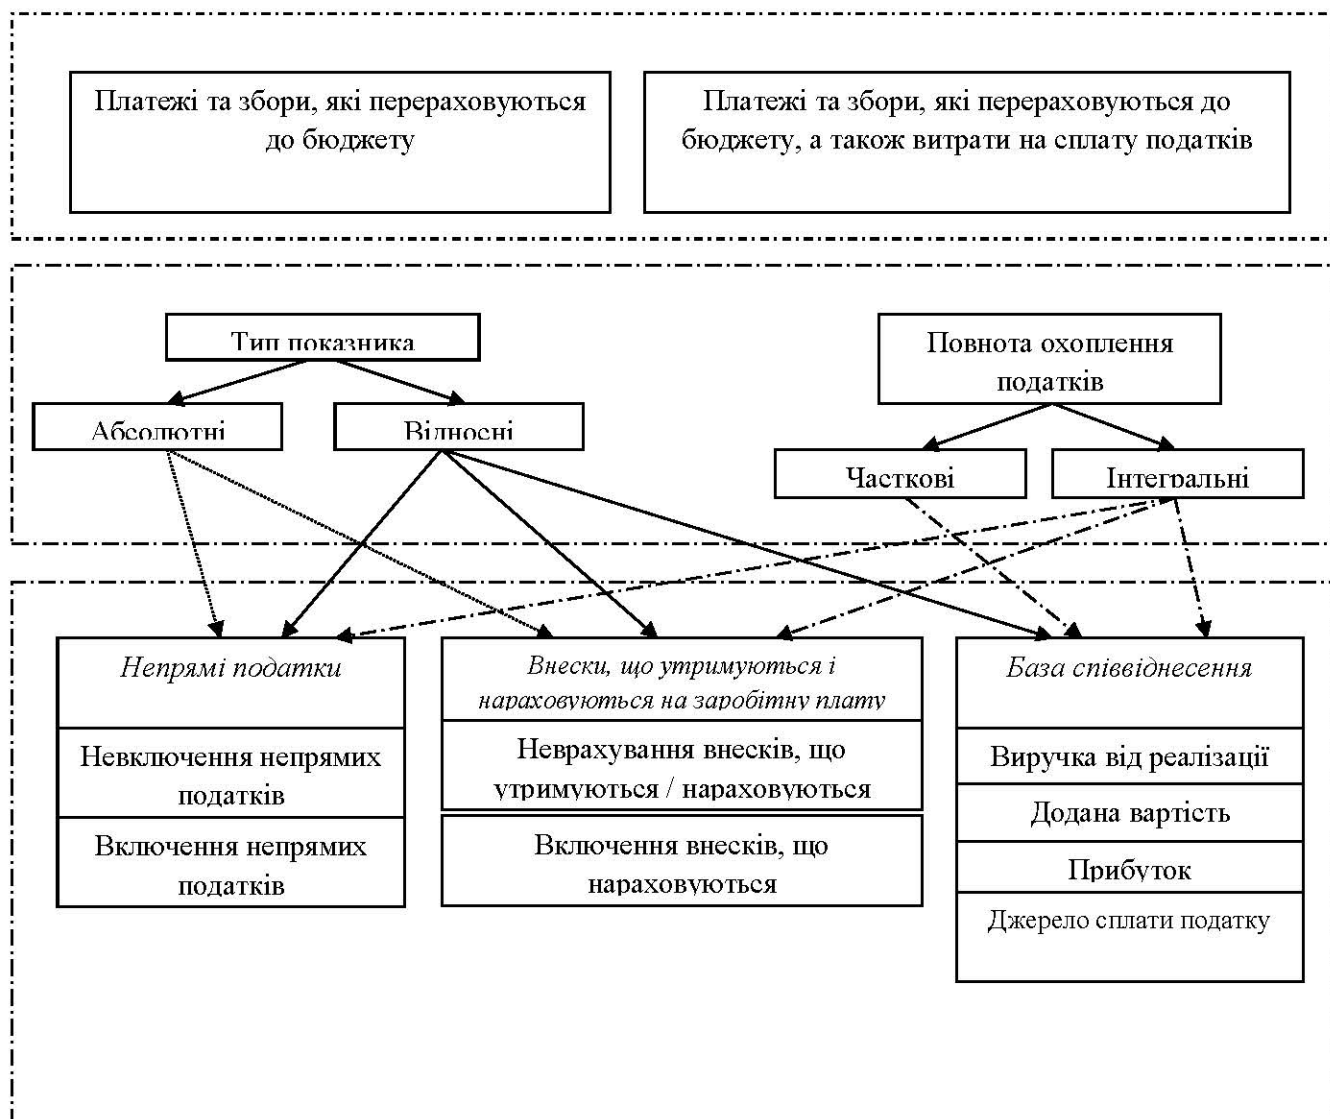 Платежі та збори, які перераховуються
до бюджету
Платежі та збори, які перераховуються до
бюджету, а також витрати на сплату податків
Тип показника
Повнота охоплення
податків
Абсолютні
Відносні
Часткові
Інтегральні
Непрямі податки
Внески, що утримуються і
нараховуються на заробітну плату
База співвіднесення
Невключення непрямих
податків
Неврахування внесків, що
утримуються / нараховуються
Виручка від реалізації
Додана вартість
Включення непрямих
податків
Включення внесків, що
нараховуються
Прибуток
Джерело сплати податку